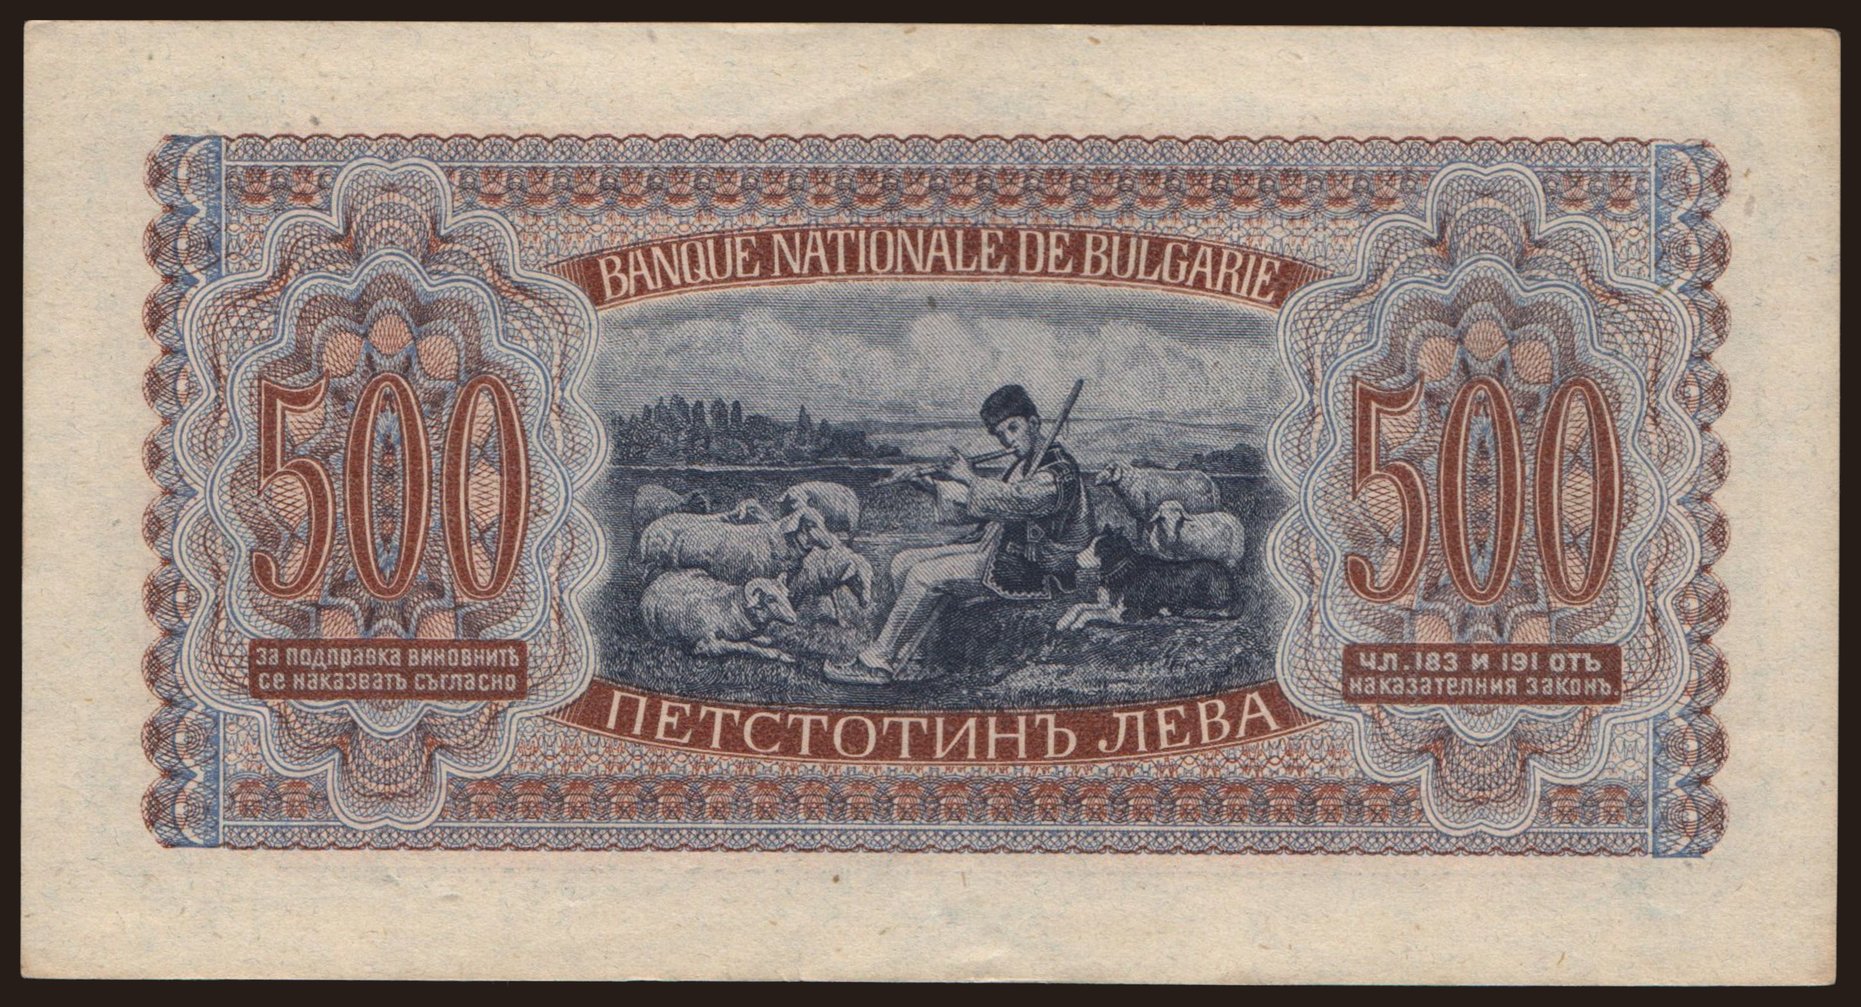 BANQUE NATIONALE DE BULGARIE
500
500
ЗА ПОДПРАВКА ВИНОВНИТѢ
СЕ НАКАЗВАТЪ СЪГЛАСНО
ЧЛ. 183 И 191 ОТЪ
НАКАЗАТЕЛНИЯ ЗАКОНЪ.
ПЕТСТОТИНЪ ЛЕВА